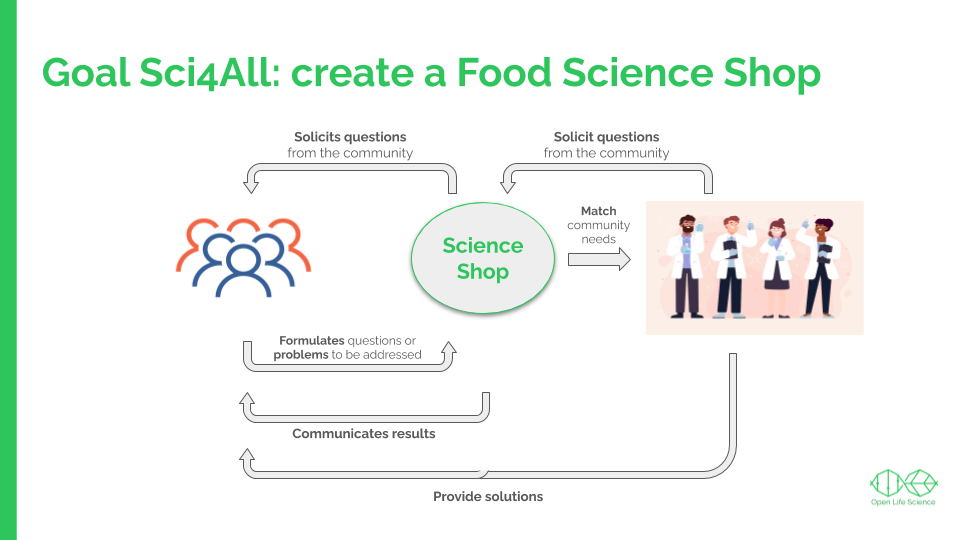 Goal Sci4All: create a Food Science Shop
Solicits questions
from the community
Solicit questions
from the community
Science
Shop
Match
community
needs
Formulates questions or
problems to be addressed
Communicates results
Provide solutions
Open Life Science